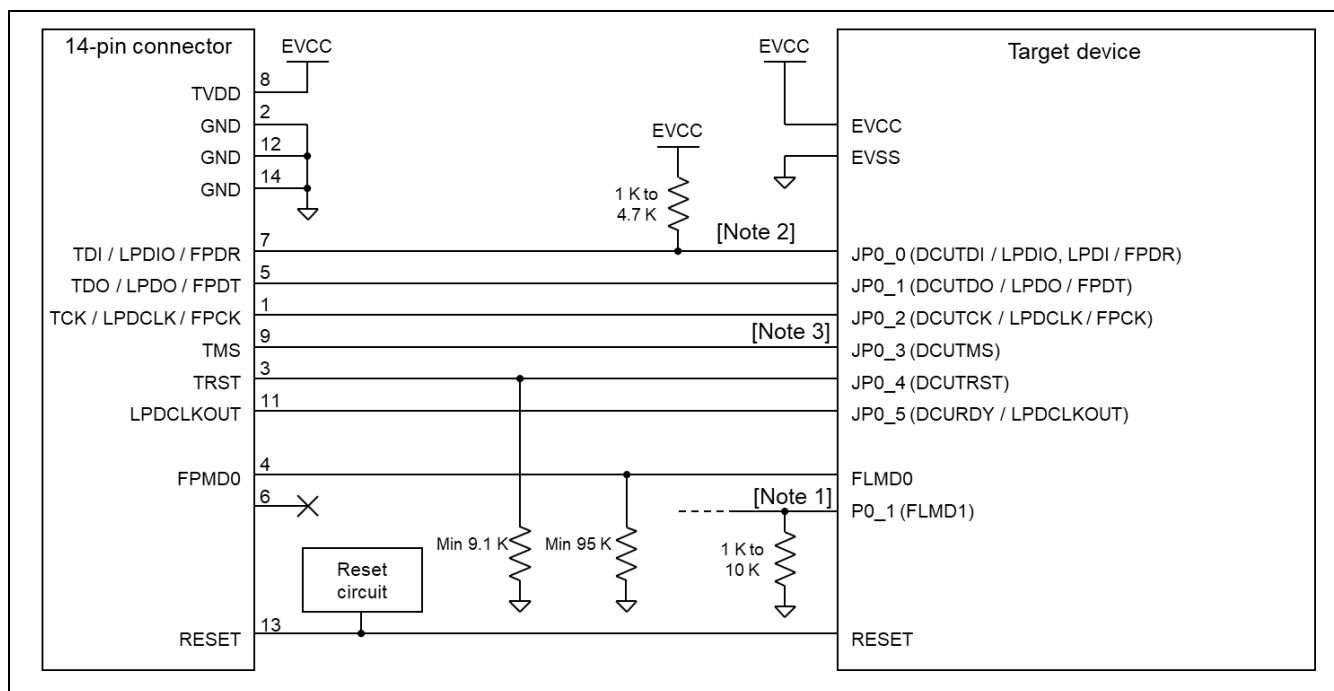 14-pin connector
EVCC
EVCC
Target device
8
TVDD
2
GND
EVCC
EVCC
12
GND
EVSS
14
GND
1 K to
4.7 K
[Note 2]
7
TDI / LPDIO / FPDR
JP0_0 (DCUTDI / LPDIO, LPDI / FPDR)
5
TDO / LPDO / FPDT
JP0_1 (DCUTDO / LPDO / FPDT)
1
TCK / LPDCLK / FPCK
JP0_2 (DCUTCK / LPDCLK / FPCK)
[Note 3]
9
TMS
JP0_3 (DCUTMS)
3
TRST
JP0_4 (DCUTRST)
11
LPDCLKOUT
JP0_5 (DCURDY / LPDCLKOUT)
4
FPMD0
FLMD0
6
[Note 1]
P0_1 (FLMD1)
Min 9.1 K
Min 95 K
1 K to
10 K
Reset
circuit
13
RESET
RESET